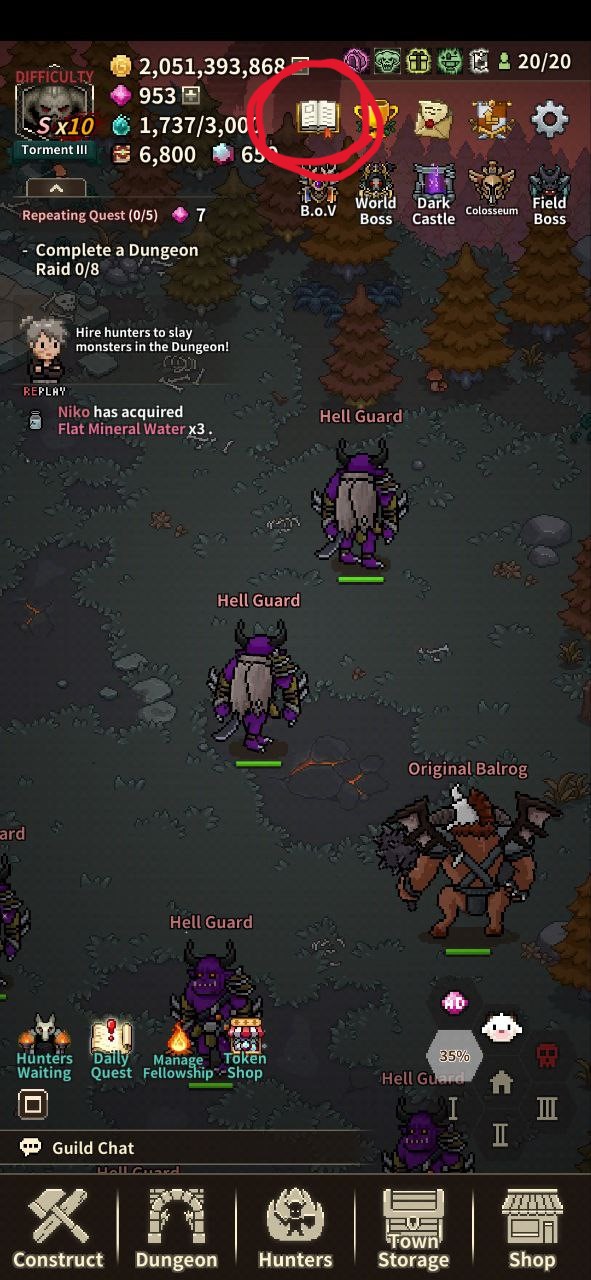 2,051,393,868
20/20
DIFFICULTY
953
S x10
1,737/3,00
Torment III
6,800
65
B.o.V
World
Boss
Dark
Castle
Colosseum
Field
Boss
Repeating Quest (0/5) 7
- Complete a Dungeon
Raid 0/8
Hire hunters to slay
monsters in the Dungeon!
REPLAY
Niko has acquired
Flat Mineral Water x3 .
Hell Guard
Hell Guard
Original Balrog
ard
Hell Guard
AD
35%
Hunters
Waiting
Daily
Quest
Manage
Fellowship
Token
Shop
Hell Guard
I
II
III
Guild Chat
Hell Guard
Construct
Dungeon
Hunters
Town
Storage
Shop